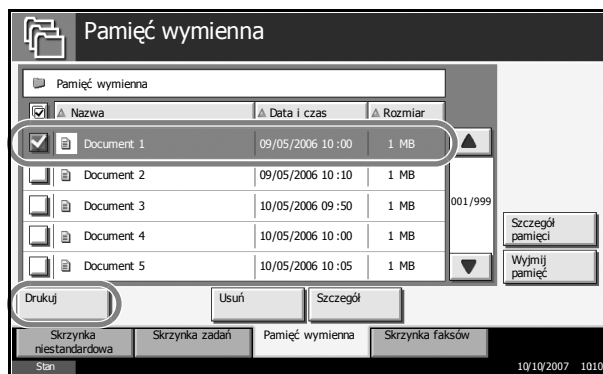 Pamięć wymienna
Pamięć wymienna
Nazwa Data i czas Rozmiar
Document 1 09/05/2006 10:00 1 MB
Document 2 09/05/2006 10:10 1 MB
Document 3 10/05/2006 09:50 1 MB
Document 4 10/05/2006 10:00 1 MB
Document 5 10/05/2006 10:05 1 MB
001/999
Szczegół
pamięci
Wyjmij
pamięć
Drukuj Usuń Szczegół
Skrzynka
niestandardowa
Skrzynka zadań
Pamięć wymienna
Skrzynka faksów
Stan 10/10/2007 1010